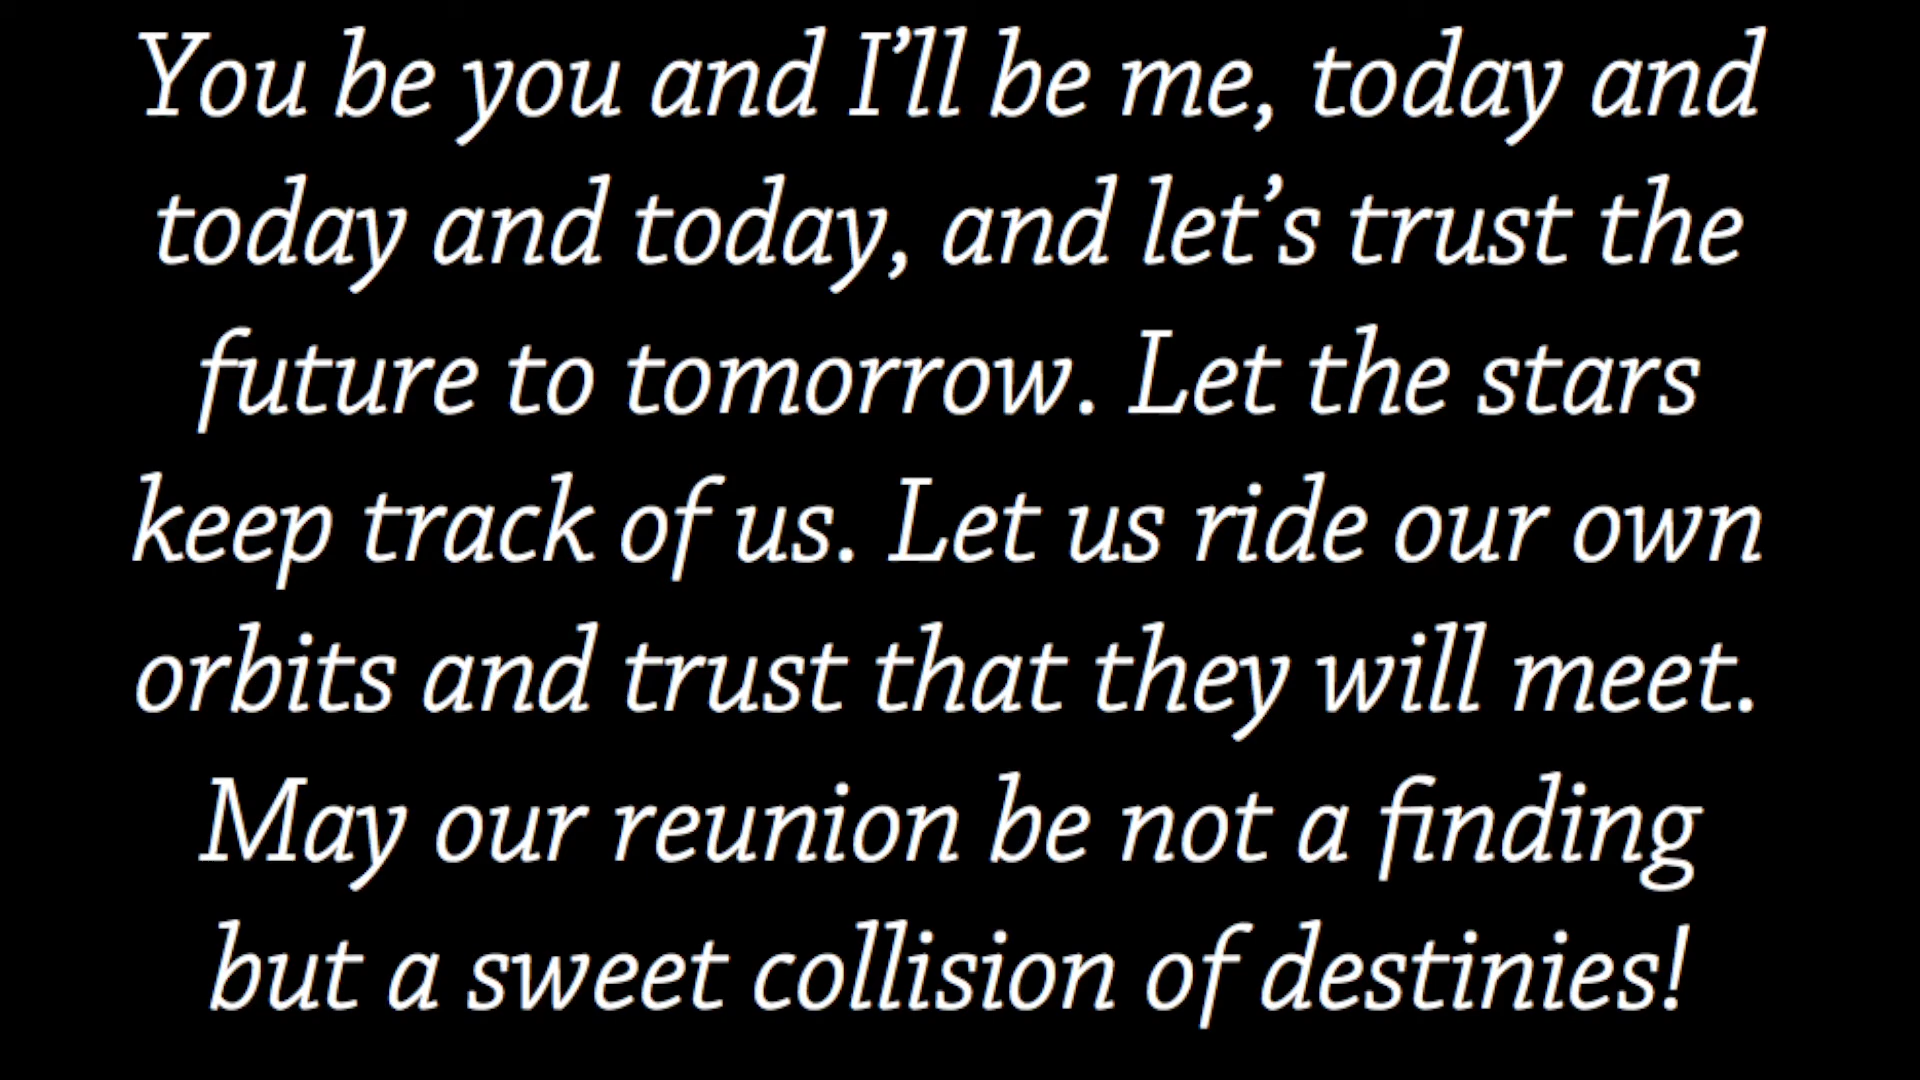 You be you and I’ll be me, today and
today and today, and let’s trust the
future to tomorrow. Let the stars
keep track of us. Let us ride our own
orbits and trust that they will meet.
May our reunion be not a finding
but a sweet collision of destinies!